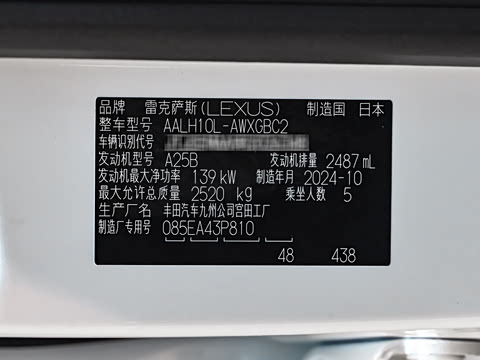 品牌 雷克萨斯(LEXUS) 制造国 日本
整车型号 AALH10L-AWXGBC2
车辆识别代号
发动机型号 A25B 发动机排量 2487 mL
发动机最大净功率 139 kW 制造年月 2024-10
最大允许总质量 2520 kg 乘坐人数 5
生产厂名 丰田汽车九州公司宫田工厂
制造厂专用号 085EA43P810
48 438